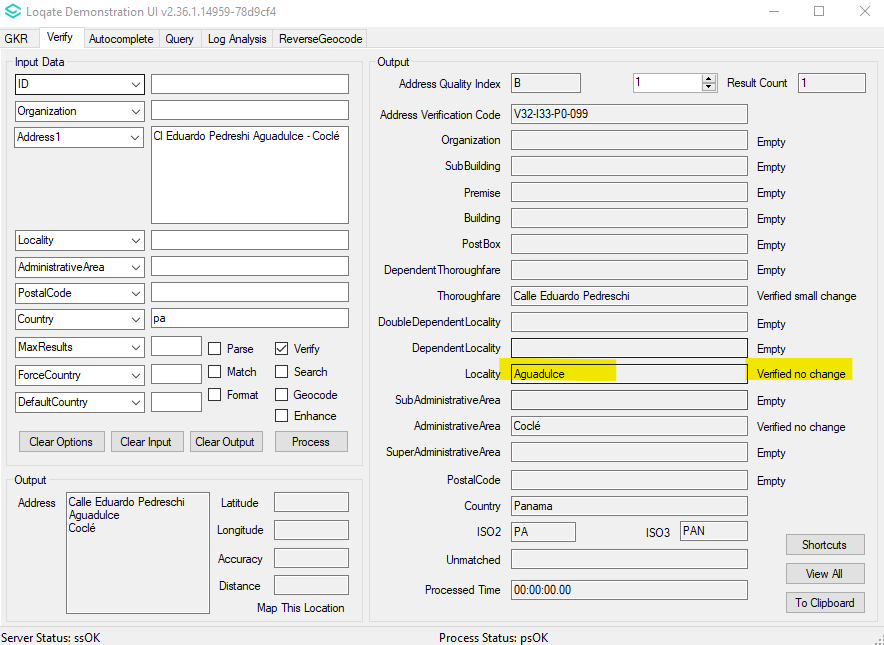 Loqate Demonstration UI v2.36.1.14959-78d9cf4
GKR Verify Autocomplete Query Log Analysis ReverseGeocode
Input Data
ID
Organization
Address1 Cl Eduardo Pedreshi Aguadulce - Coclé
Locality
AdministrativeArea
PostalCode
Country pa
MaxResults Parse Verify
ForceCountry Match Search
DefaultCountry Format Geocode
Enhance
Clear Options Clear Input Clear Output Process
Output
Address Calle Eduardo Pedreschi
Aguadulce
Coclé
Latitude
Longitude
Accuracy
Distance
Map This Location
Output
Address Quality Index B 1 Result Count 1
Address Verification Code V32-I33-P0-099
Organization Empty
SubBuilding Empty
Premise Empty
Building Empty
PostBox Empty
DependentThoroughfare Empty
Thoroughfare Calle Eduardo Pedreschi Verified small change
DoubleDependentLocality Empty
DependentLocality Empty
Locality Aguadulce Verified no change
SubAdministrativeArea Empty
AdministrativeArea Coclé Verified no change
SuperAdministrativeArea Empty
PostalCode Empty
Country Panama
ISO2 PA ISO3 PAN
Unmatched
Processed Time 00:00:00.00
Shortcuts
View All
To Clipboard
Server Status: ssOK Process Status: psOK